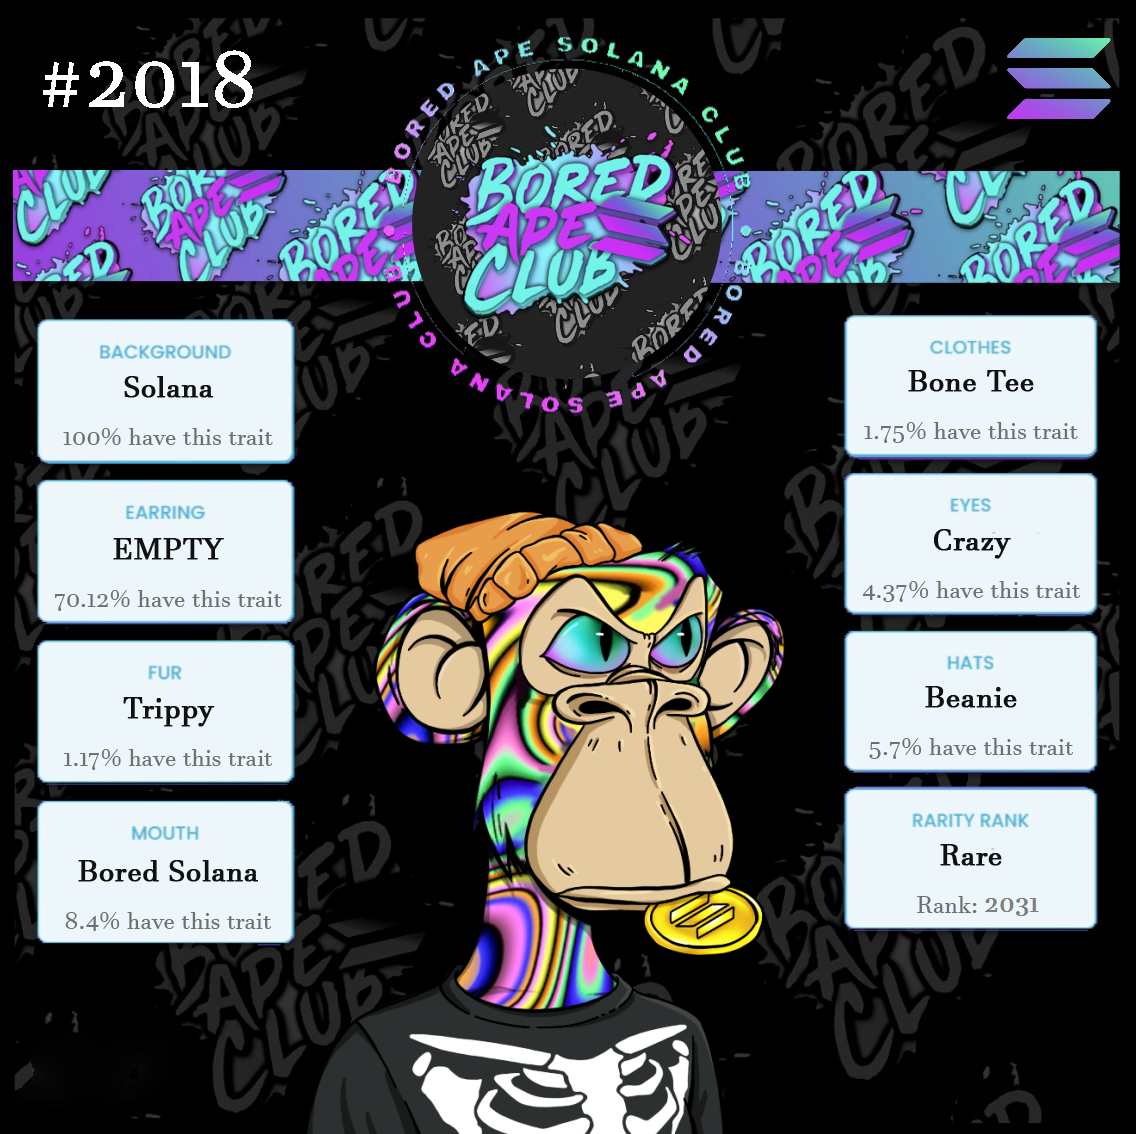 #2018
BORED APE SOLANA CLUB
BORED APE SOLANA CLUB
BORED
APE
CLUB
BACKGROUND
Solana
100% have this trait
EARRING
EMPTY
70.12% have this trait
FUR
Trippy
1.17% have this trait
MOUTH
Bored Solana
8.4% have this trait
CLOTHES
Bone Tee
1.75% have this trait
EYES
Crazy
4.37% have this trait
HATS
Beanie
5.7% have this trait
RARITY RANK
Rare
Rank: 2031